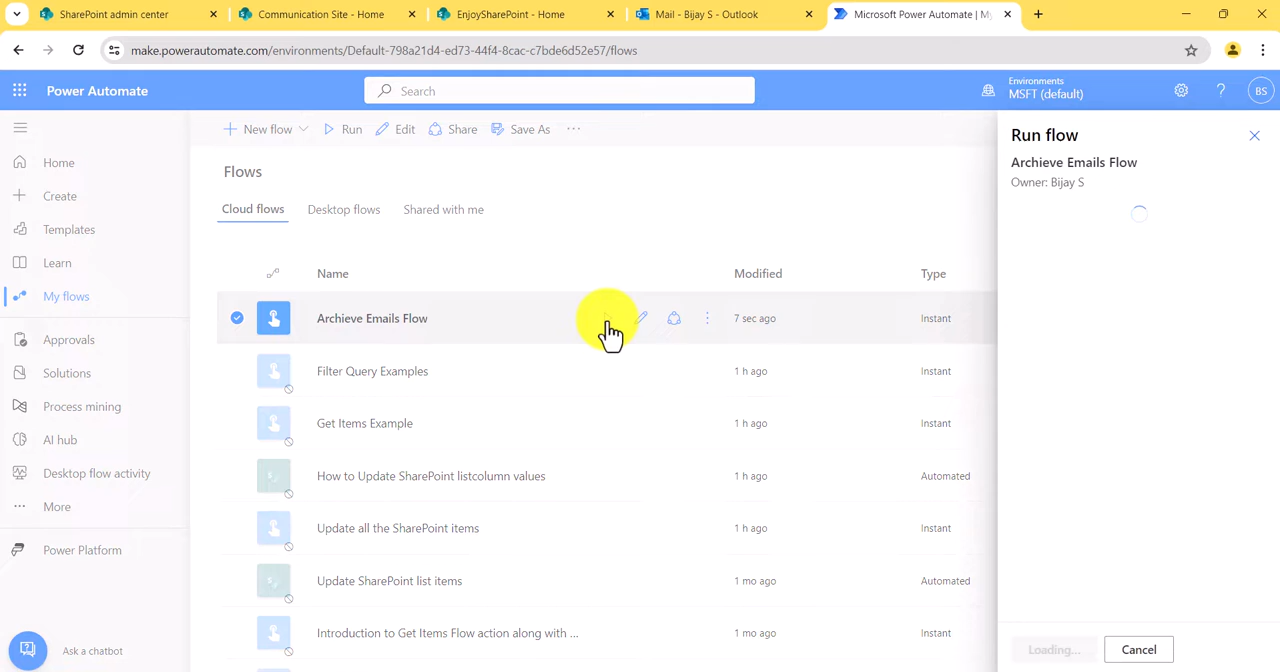 SharePoint admin center
Communication Site - Home
EnjoySharePoint - Home
Mail - Bijay S - Outlook
Microsoft Power Automate | My
make.powerautomate.com/environments/Default-798a21d4-ed73-44f4-8cac-c7bde6d52e57/flows
Power Automate
Search
Environments
MSFT (default)
?
BS
New flow
Run
Edit
Share
Save As
Home
Create
Templates
Learn
My flows
Approvals
Solutions
Process mining
AI hub
Desktop flow activity
More
Power Platform
Ask a chatbot
Flows
Cloud flows
Desktop flows
Shared with me
Name Modified Type
Archieve Emails Flow 7 sec ago Instant
Filter Query Examples 1 h ago Instant
Get Items Example 1 h ago Instant
How to Update SharePoint listcolumn values 1 h ago Automated
Update all the SharePoint items 1 h ago Instant
Update SharePoint list items 1 mo ago Automated
Introduction to Get Items Flow action along with ... 1 mo ago Instant
Run flow
Archieve Emails Flow
Owner: Bijay S
Loading...
Cancel